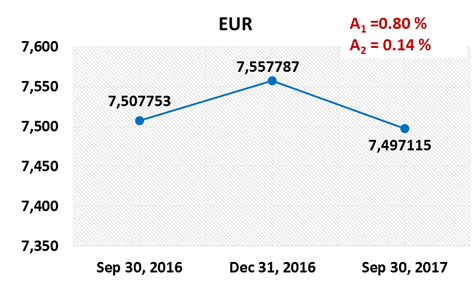 EUR
A1 =0.80 %
A2 = 0.14 %
7,600
7,550
7,500
7,450
7,400
7,350
7,507753
7,557787
7,497115
Sep 30, 2016
Dec 31, 2016
Sep 30, 2017